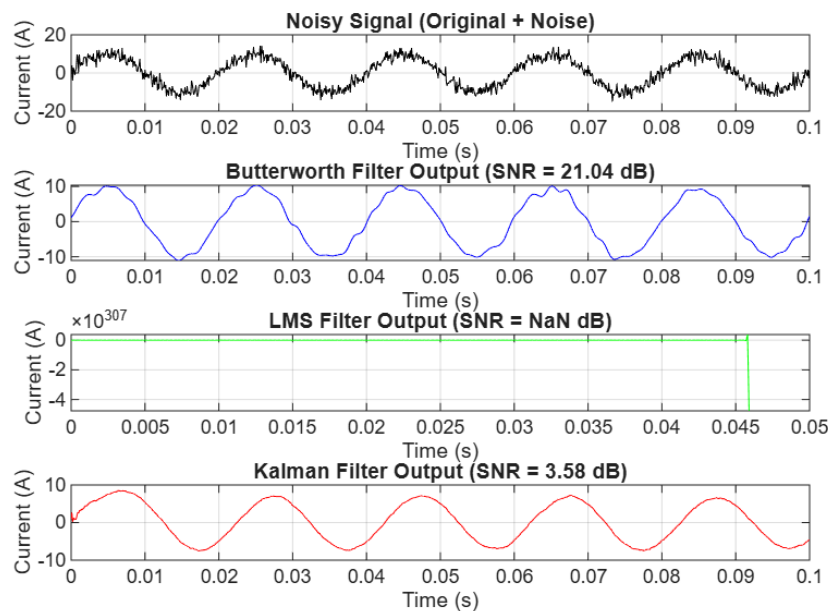 Noisy Signal (Original + Noise)
20
0
-20
Current (A)
0 0.01 0.02 0.03 0.04 0.05 0.06 0.07 0.08 0.09 0.1
Time (s)
Butterworth Filter Output (SNR = 21.04 dB)
10
0
-10
Current (A)
0 0.01 0.02 0.03 0.04 0.05 0.06 0.07 0.08 0.09 0.1
Time (s)
LMS Filter Output (SNR = NaN dB)
×10^307
0
-2
-4
Current (A)
0 0.005 0.01 0.015 0.02 0.025 0.03 0.035 0.04 0.045 0.05
Time (s)
Kalman Filter Output (SNR = 3.58 dB)
10
0
-10
Current (A)
0 0.01 0.02 0.03 0.04 0.05 0.06 0.07 0.08 0.09 0.1
Time (s)